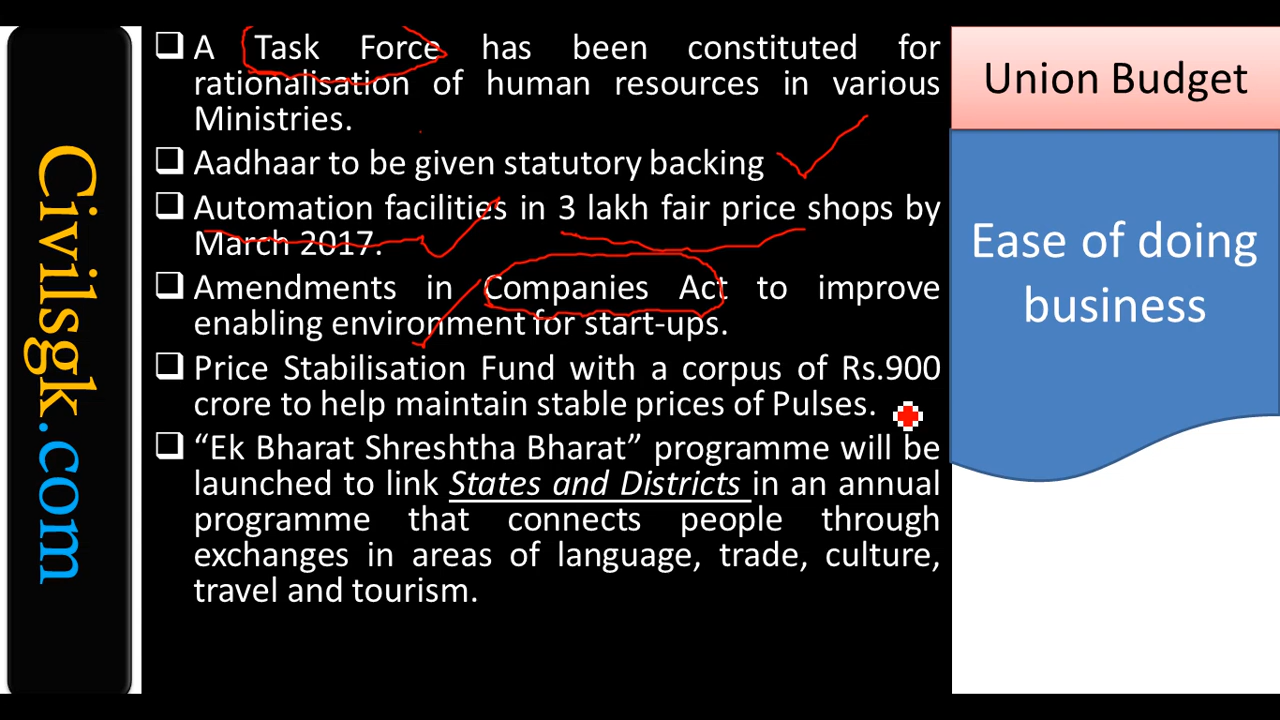 Civilsgk.com
❑ A Task Force has been constituted for
rationalisation of human resources in various
Ministries.
❑ Aadhaar to be given statutory backing
❑ Automation facilities in 3 lakh fair price shops by
March 2017.
❑ Amendments in Companies Act to improve
enabling environment for start-ups.
❑ Price Stabilisation Fund with a corpus of Rs.900
crore to help maintain stable prices of Pulses.
❑ “Ek Bharat Shreshtha Bharat” programme will be
launched to link States and Districts in an annual
programme that connects people through
exchanges in areas of language, trade, culture,
travel and tourism.
Union Budget
Ease of doing
business